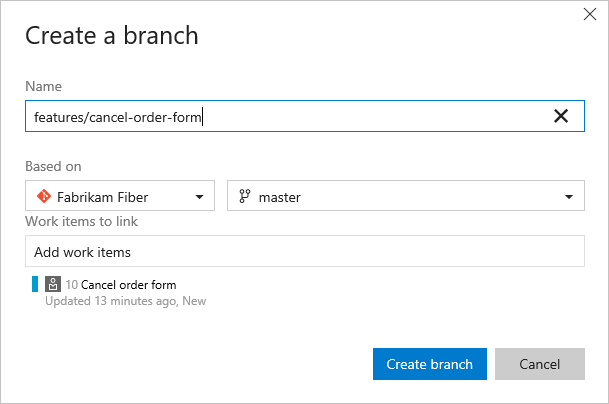 Create a branch
Name
features/cancel-order-form
Based on
Fabrikam Fiber master
Work items to link
Add work items
10 Cancel order form
Updated 13 minutes ago, New
Create branch Cancel